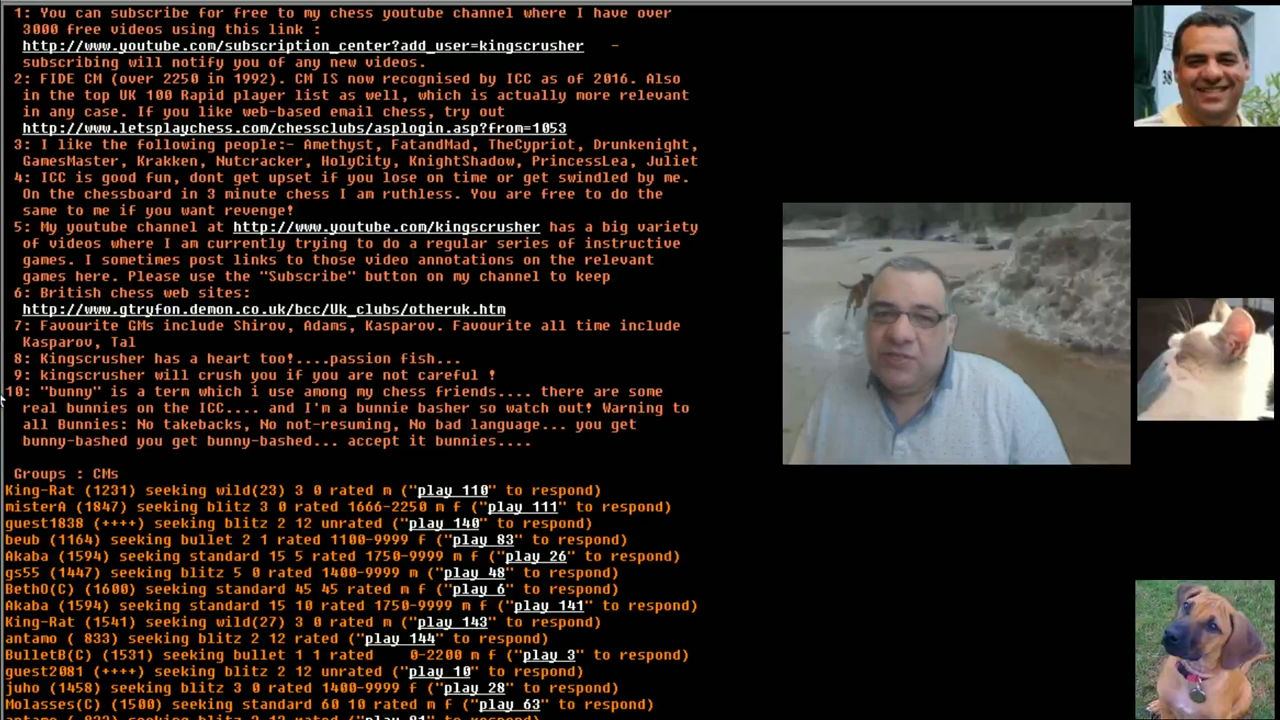 1: You can subscribe for free to my chess youtube channel where I have over
3000 free videos using this link :
http://www.youtube.com/subscription_center?add_user=kingscrusher -
subscribing will notify you of any new videos.
2: FIDE CM (over 2250 in 1992). CM IS now recognised by ICC as of 2016. Also
in the top UK 100 Rapid player list as well, which is actually more relevant
in any case. If you like web-based email chess, try out
http://www.letsplaychess.com/chessclubs/asplogin.asp?from=1053
3: I like the following people:- Amethyst, FatandMad, TheCypriot, Drunkenight,
GamesMaster, Krakken, Nutcracker, HolyCity, KnightShadow, PrincessLea, Juliet
4: ICC is good fun, dont get upset if you lose on time or get swindled by me.
On the chessboard in 3 minute chess I am ruthless. You are free to do the
same to me if you want revenge!
5: My youtube channel at http://www.youtube.com/kingscrusher has a big variety
of videos where I am currently trying to do a regular series of instructive
games. I sometimes post links to those video annotations on the relevant
games here. Please use the "Subscribe" button on my channel to keep
6: British chess web sites:
http://www.gtryfon.demon.co.uk/bcc/Uk_clubs/otheruk.htm
7: Favourite GMs include Shirov, Adams, Kasparov. Favourite all time include
Kasparov, Tal
8: Kingscrusher has a heart too!....passion fish...
9: kingscrusher will crush you if you are not careful !
10: "bunny" is a term which i use among my chess friends.... there are some
real bunnies on the ICC.... and I'm a bunnie basher so watch out! Warning to
all Bunnies: No takebacks, No not-resuming, No bad language... you get
bunny-bashed you get bunny-bashed... accept it bunnies....
Groups : CMs
King-Rat (1231) seeking wild(23) 3 0 rated m ("play 110" to respond)
misterA (1847) seeking blitz 3 0 rated 1666-2250 m f ("play 111" to respond)
guest1838 (++++) seeking blitz 2 12 unrated ("play 140" to respond)
beub (1164) seeking bullet 2 1 rated 1100-9999 f ("play 83" to respond)
Akaba (1594) seeking standard 15 5 rated 1750-9999 m f ("play 26" to respond)
gs55 (1447) seeking blitz 5 0 rated 1400-9999 m ("play 48" to respond)
BethO(C) (1600) seeking standard 45 45 rated m f ("play 6" to respond)
Akaba (1594) seeking standard 15 10 rated 1750-9999 m f ("play 141" to respond)
King-Rat (1541) seeking wild(27) 3 0 rated m ("play 143" to respond)
antamo ( 833) seeking blitz 2 12 rated ("play 144" to respond)
BulletB(C) (1531) seeking bullet 1 1 rated 0-2200 m f ("play 3" to respond)
guest2081 (++++) seeking blitz 2 12 unrated ("play 10" to respond)
juho (1458) seeking blitz 3 0 rated 1400-9999 f ("play 28" to respond)
Molasses(C) (1500) seeking standard 60 10 rated m f ("play 63" to respond)
38